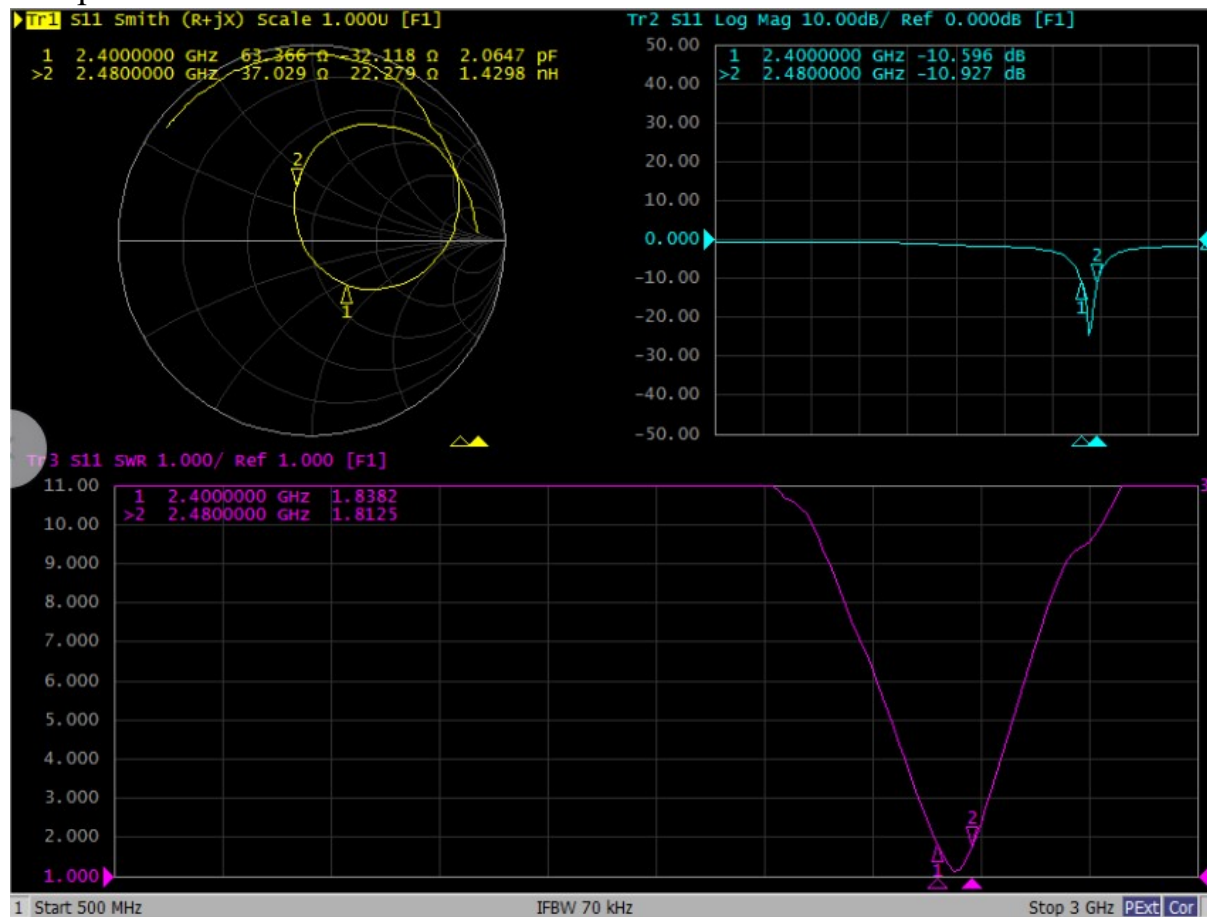 Tr1 S11 Smith (R+jX) Scale 1.000U [F1]
1 2.4000000 GHz 63.366 Ω -32.118 Ω 2.0647 pF
>2 2.4800000 GHz 37.029 Ω 22.279 Ω 1.4298 nH
2
1
Tr2 S11 Log Mag 10.00dB/ Ref 0.000dB [F1]
50.00
1 2.4000000 GHz -10.596 dB
>2 2.4800000 GHz -10.927 dB
40.00
30.00
20.00
10.00
0.000
2
-10.00
1
-20.00
-30.00
-40.00
-50.00
Tr3 S11 SWR 1.000/ Ref 1.000 [F1]
11.00
1 2.4000000 GHz 1.8382
>2 2.4800000 GHz 1.8125
3
10.00
9.000
8.000
7.000
6.000
5.000
4.000
3.000
2
2.000
1
1.000
1 Start 500 MHz IFBW 70 kHz Stop 3 GHz PExt Cor